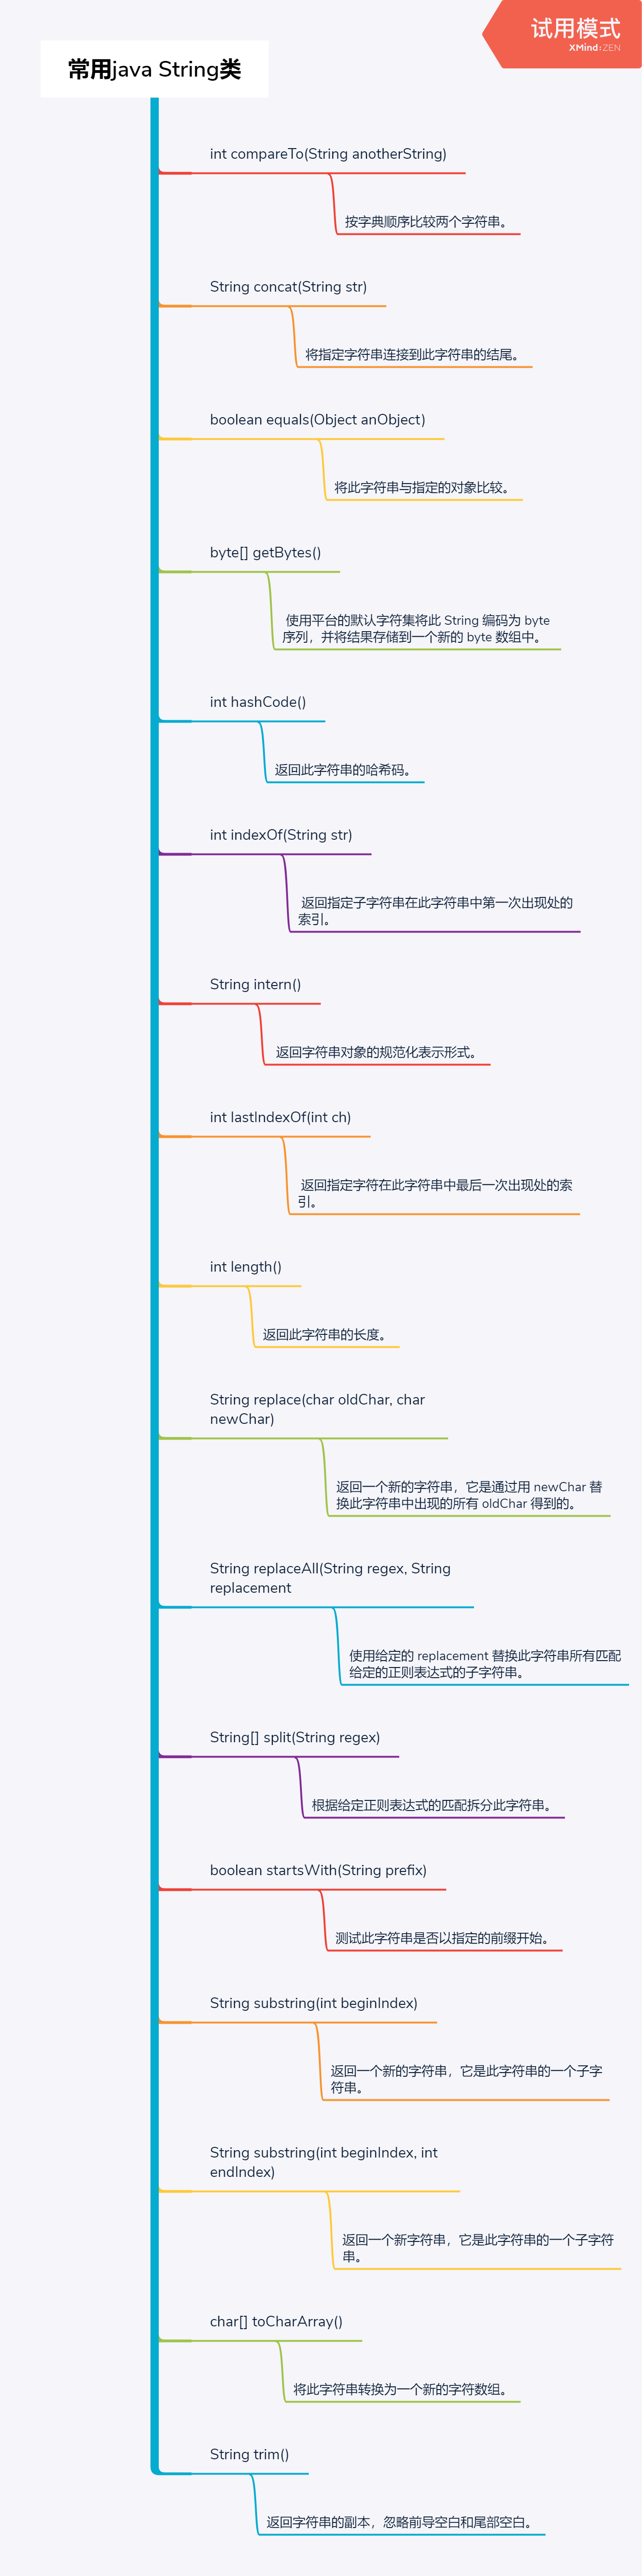 试用模式
XMind:ZEN
常用java String类
int compareTo(String anotherString)
按字典顺序比较两个字符串。
String concat(String str)
将指定字符串连接到此字符串的结尾。
boolean equals(Object anObject)
将此字符串与指定的对象比较。
byte[] getBytes()
使用平台的默认字符集将此 String 编码为 byte
序列，并将结果存储到一个新的 byte 数组中。
int hashCode()
返回此字符串的哈希码。
int indexOf(String str)
返回指定子字符串在此字符串中第一次出现处的
索引。
String intern()
返回字符串对象的规范化表示形式。
int lastIndexOf(int ch)
返回指定字符在此字符串中最后一次出现处的索
引。
int length()
返回此字符串的长度。
String replace(char oldChar, char
newChar)
返回一个新的字符串，它是通过用 newChar 替
换此字符串中出现的所有 oldChar 得到的。
String replaceAll(String regex, String
replacement
使用给定的 replacement 替换此字符串所有匹配
给定的正则表达式的子字符串。
String[] split(String regex)
根据给定正则表达式的匹配拆分此字符串。
boolean startsWith(String prefix)
测试此字符串是否以指定的前缀开始。
String substring(int beginIndex)
返回一个新的字符串，它是此字符串的一个子字
符串。
String substring(int beginIndex, int
endIndex)
返回一个新字符串，它是此字符串的一个子字符
串。
char[] toCharArray()
将此字符串转换为一个新的字符数组。
String trim()
返回字符串的副本，忽略前导空白和尾部空白。